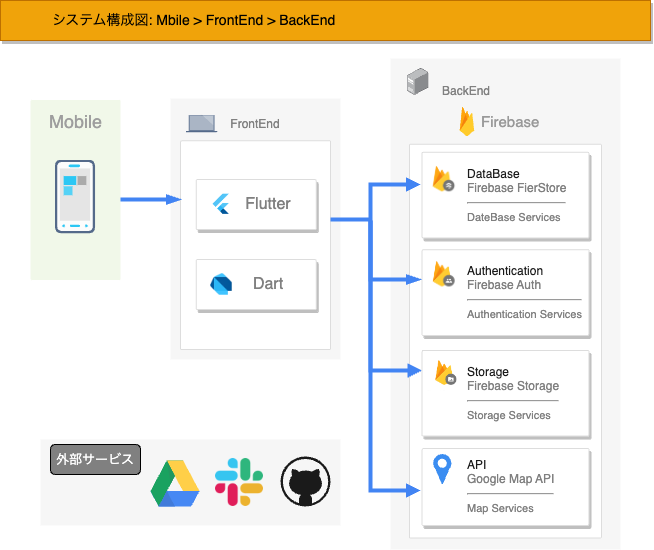 システム構成図: Mbile > FrontEnd > BackEnd
Mobile
FrontEnd
Flutter
Dart
BackEnd
Firebase
DataBase
Firebase FierStore
DateBase Services
Authentication
Firebase Auth
Authentication Services
Storage
Firebase Storage
Storage Services
API
Google Map API
Map Services
外部サービス